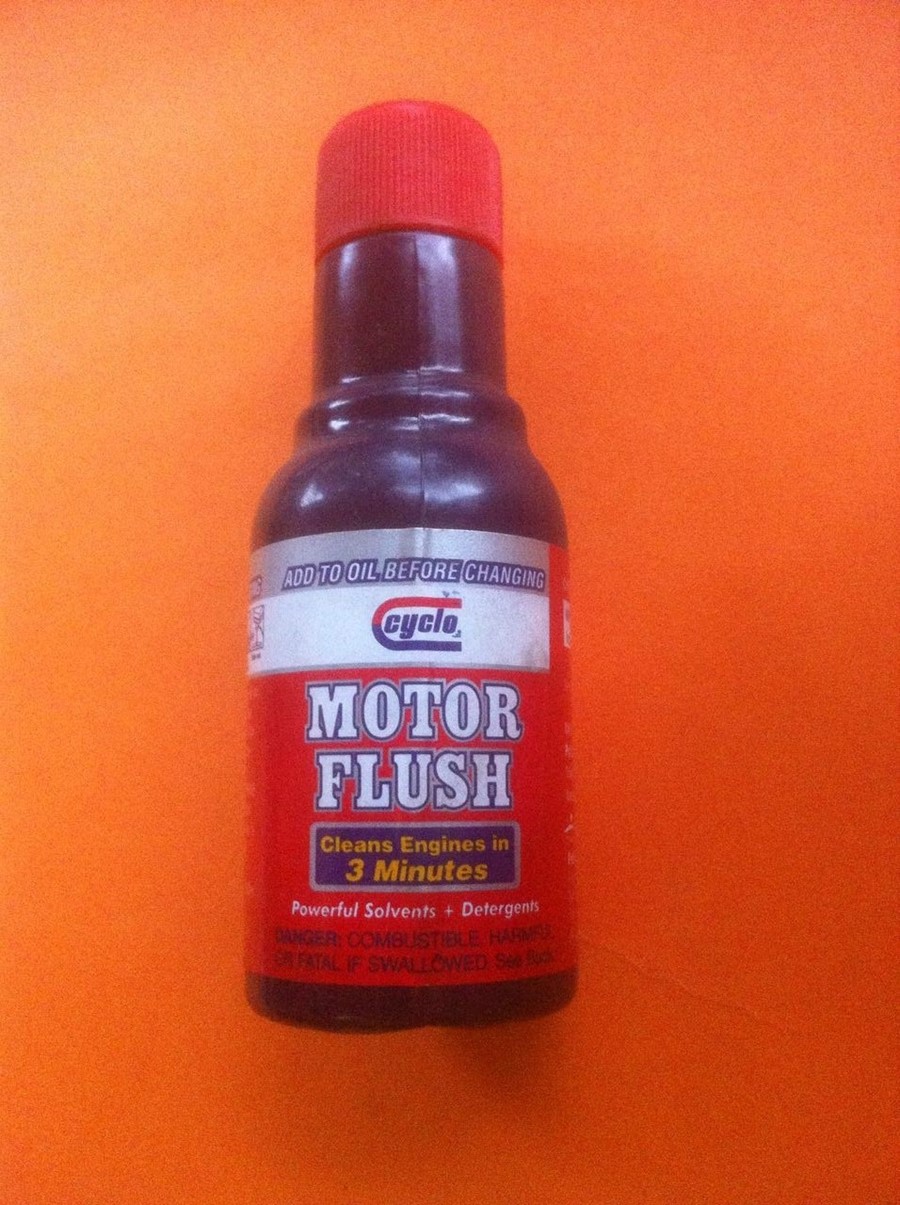 ADD TO OIL BEFORE CHANGING
cyclo
MOTOR
FLUSH
Cleans Engines in
3 Minutes
Powerful Solvents + Detergents
DANGER: COMBUSTIBLE. HARMFUL
OR FATAL IF SWALLOWED. See Back